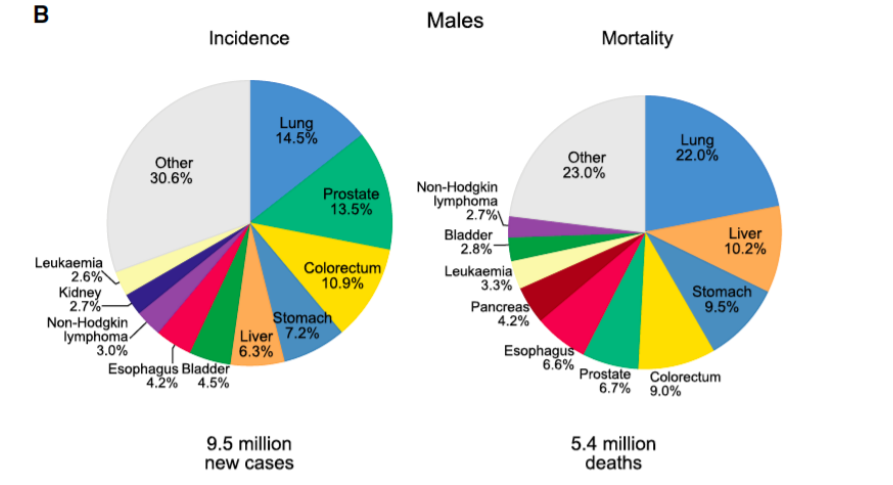 B
Males
Incidence
Lung
14.5%
Prostate
13.5%
Colorectum
10.9%
Stomach
7.2%
Liver
6.3%
Bladder
4.5%
Esophagus
4.2%
Non-Hodgkin
lymphoma
3.0%
Kidney
2.7%
Leukaemia
2.6%
Other
30.6%
9.5 million
new cases
Mortality
Lung
22.0%
Liver
10.2%
Stomach
9.5%
Colorectum
9.0%
Prostate
6.7%
Esophagus
6.6%
Pancreas
4.2%
Leukaemia
3.3%
Bladder
2.8%
Non-Hodgkin
lymphoma
2.7%
Other
23.0%
5.4 million
deaths